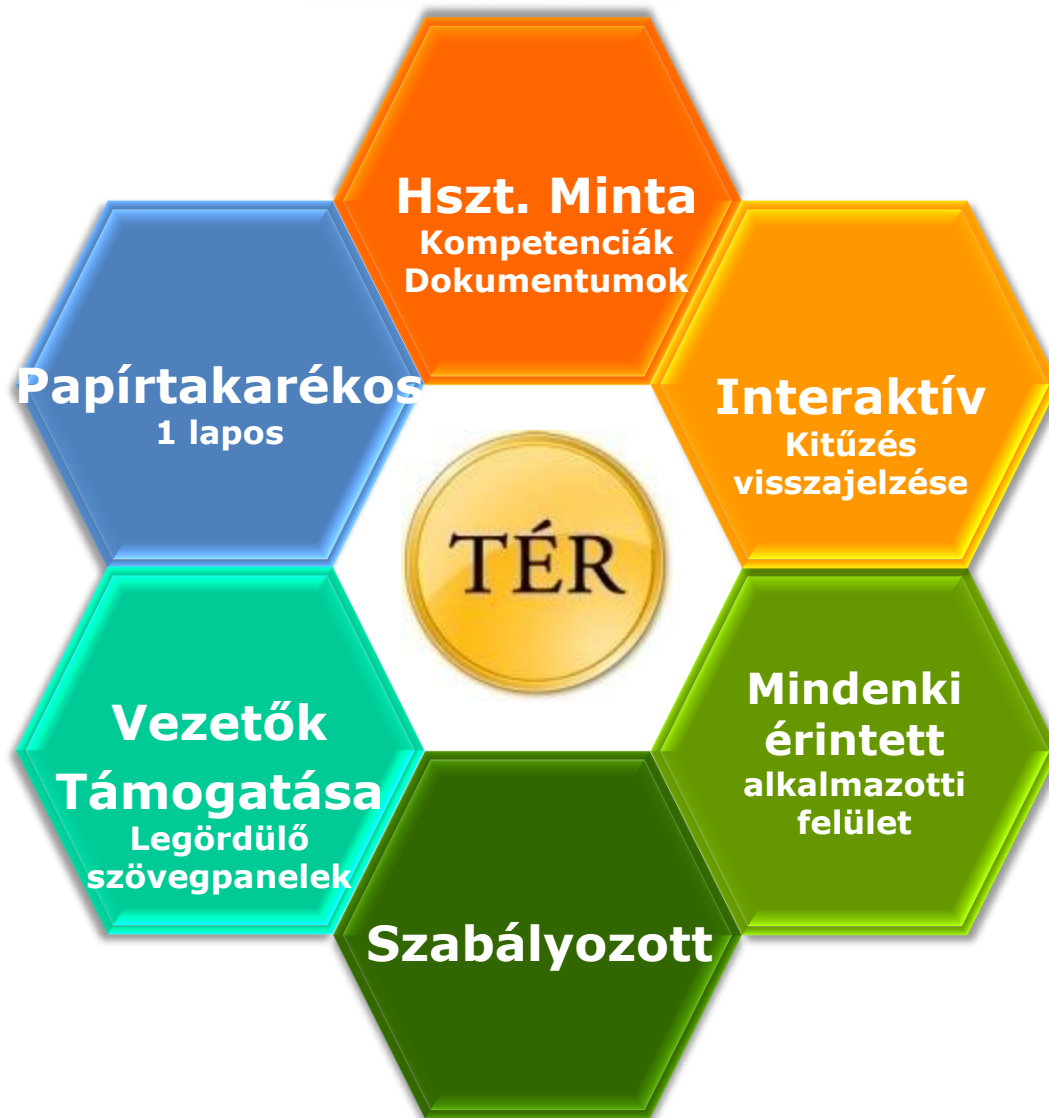 Hszt. Minta
Kompetenciák
Dokumentumok
Papírtakarékos
1 lapos
Interaktív
Kitűzés
visszajelzése
TÉR
Vezetők
Támogatása
Legördülő
szövegpanelek
Mindenki
érintett
alkalmazotti
felület
Szabályozott